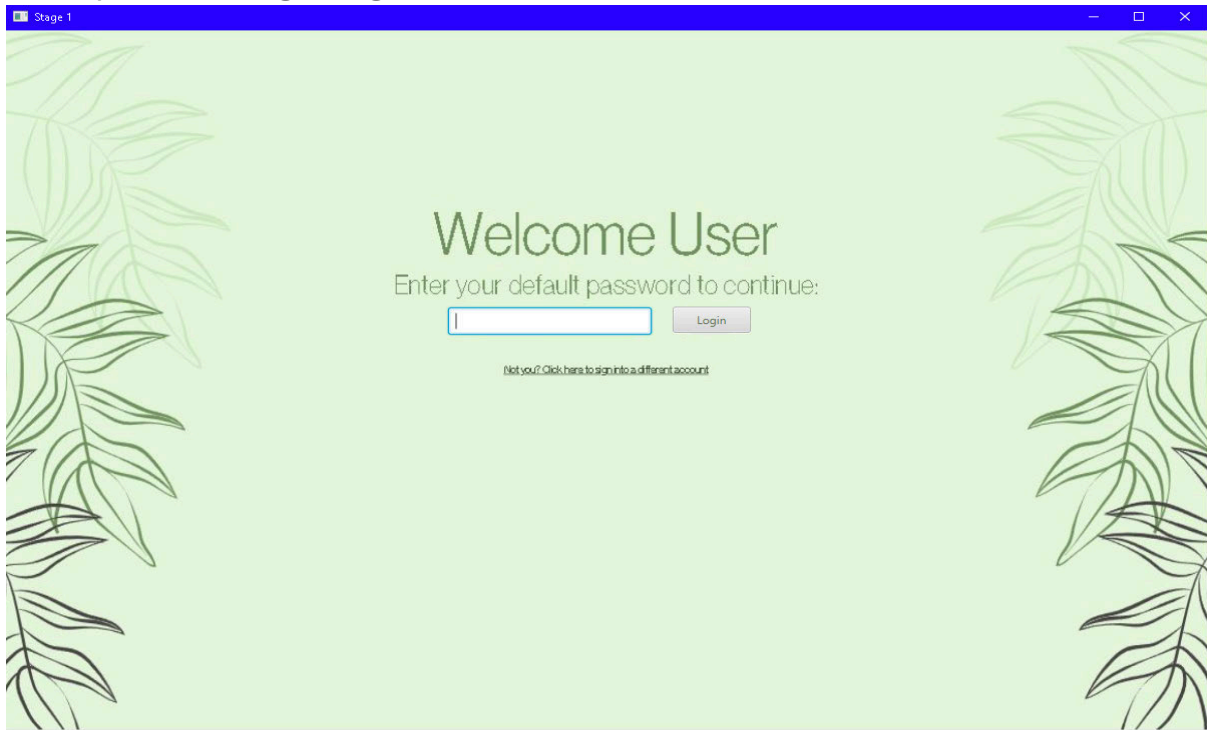 Stage 1
Welcome User
Enter your default password to continue:
Login
Not you? Click here to sign into a different account